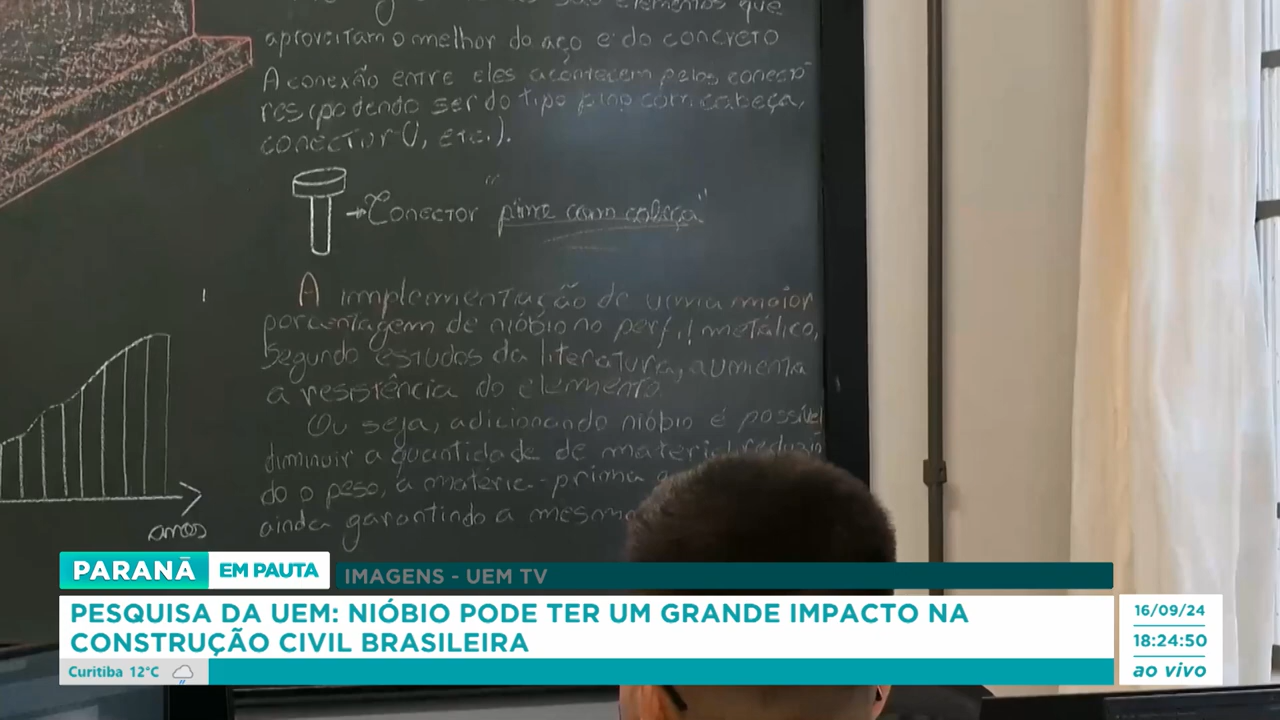 são elementos que
aproveitam o melhor do aço e do concreto
A conexão entre eles acontecem pelos conecto-
res (podendo ser do tipo pino com cabeça,
conector U, etc.).
→ Conector "pino com cabeça"
A implementação de uma maior
porcentagem de nióbio no perfil metálico,
segundo estudos da literatura, aumenta
a resistência do elemento.
Ou seja, adicionando nióbio é possível
diminuir a quantidade de material reduzin
do o peso, a matéria-prima
ainda garantindo a mesma
anos
PARANÁ EM PAUTA
IMAGENS - UEM TV
PESQUISA DA UEM: NIÓBIO PODE TER UM GRANDE IMPACTO NA
CONSTRUÇÃO CIVIL BRASILEIRA
Curitiba 12°C
16/09/24
18:24:50
ao vivo